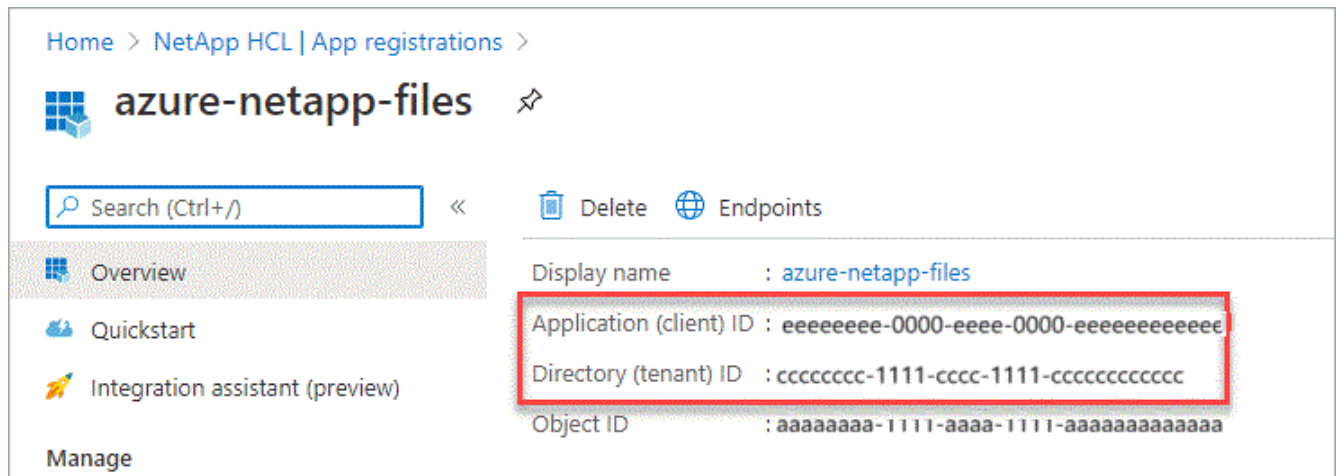 Home > NetApp HCL | App registrations >
azure-netapp-files
Search (Ctrl+/)
«
Delete
Endpoints
Overview
Display name : azure-netapp-files
Quickstart
Application (client) ID : eeeeeeee-0000-eeee-0000-eeeeeeeeeeee
Integration assistant (preview)
Directory (tenant) ID : cccccccc-1111-cccc-1111-cccccccccccc
Object ID : aaaaaaaa-1111-aaaa-1111-aaaaaaaaaaaa
Manage